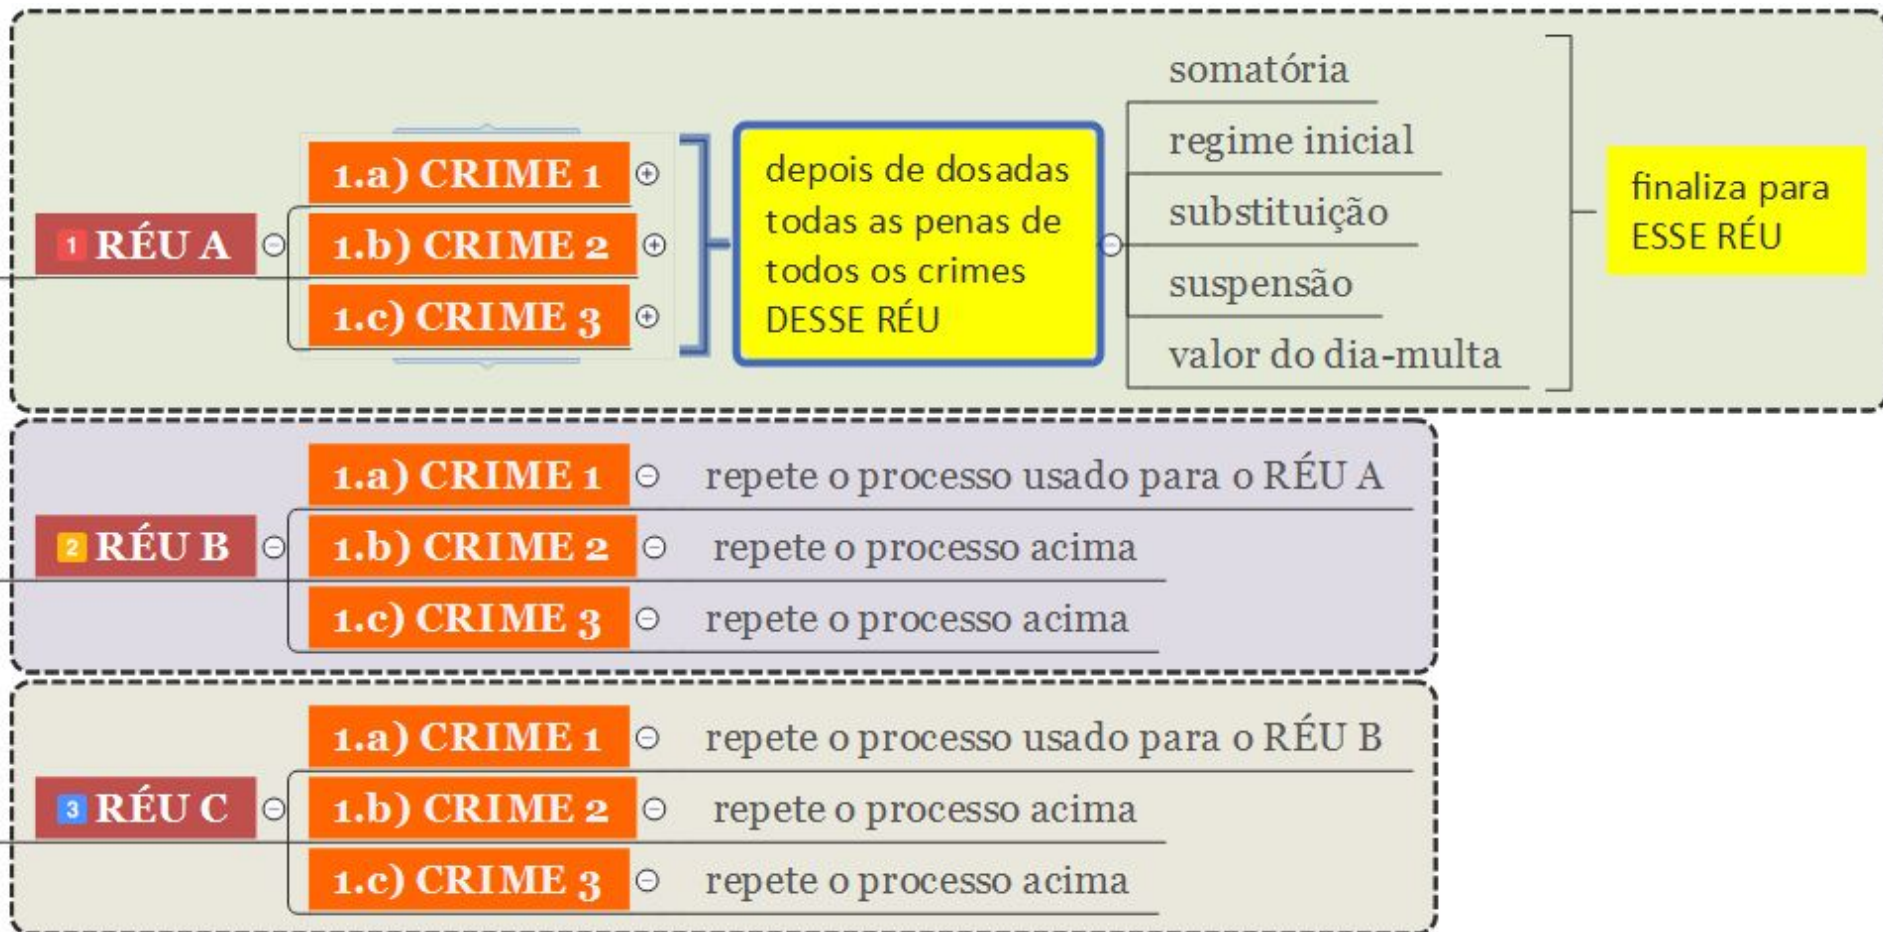 1 RÉU A
1.a) CRIME 1
1.b) CRIME 2
1.c) CRIME 3
depois de dosadas
todas as penas de
todos os crimes
DESSE RÉU
somatória
regime inicial
substituição
suspensão
valor do dia-multa
finaliza para
ESSE RÉU
2 RÉU B
1.a) CRIME 1 repete o processo usado para o RÉU A
1.b) CRIME 2 repete o processo acima
1.c) CRIME 3 repete o processo acima
3 RÉU C
1.a) CRIME 1 repete o processo usado para o RÉU B
1.b) CRIME 2 repete o processo acima
1.c) CRIME 3 repete o processo acima